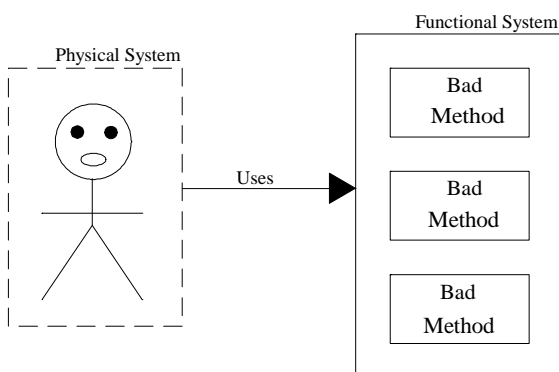 Functional System
Physical System
Bad
Method
Uses
Bad
Method
Bad
Method